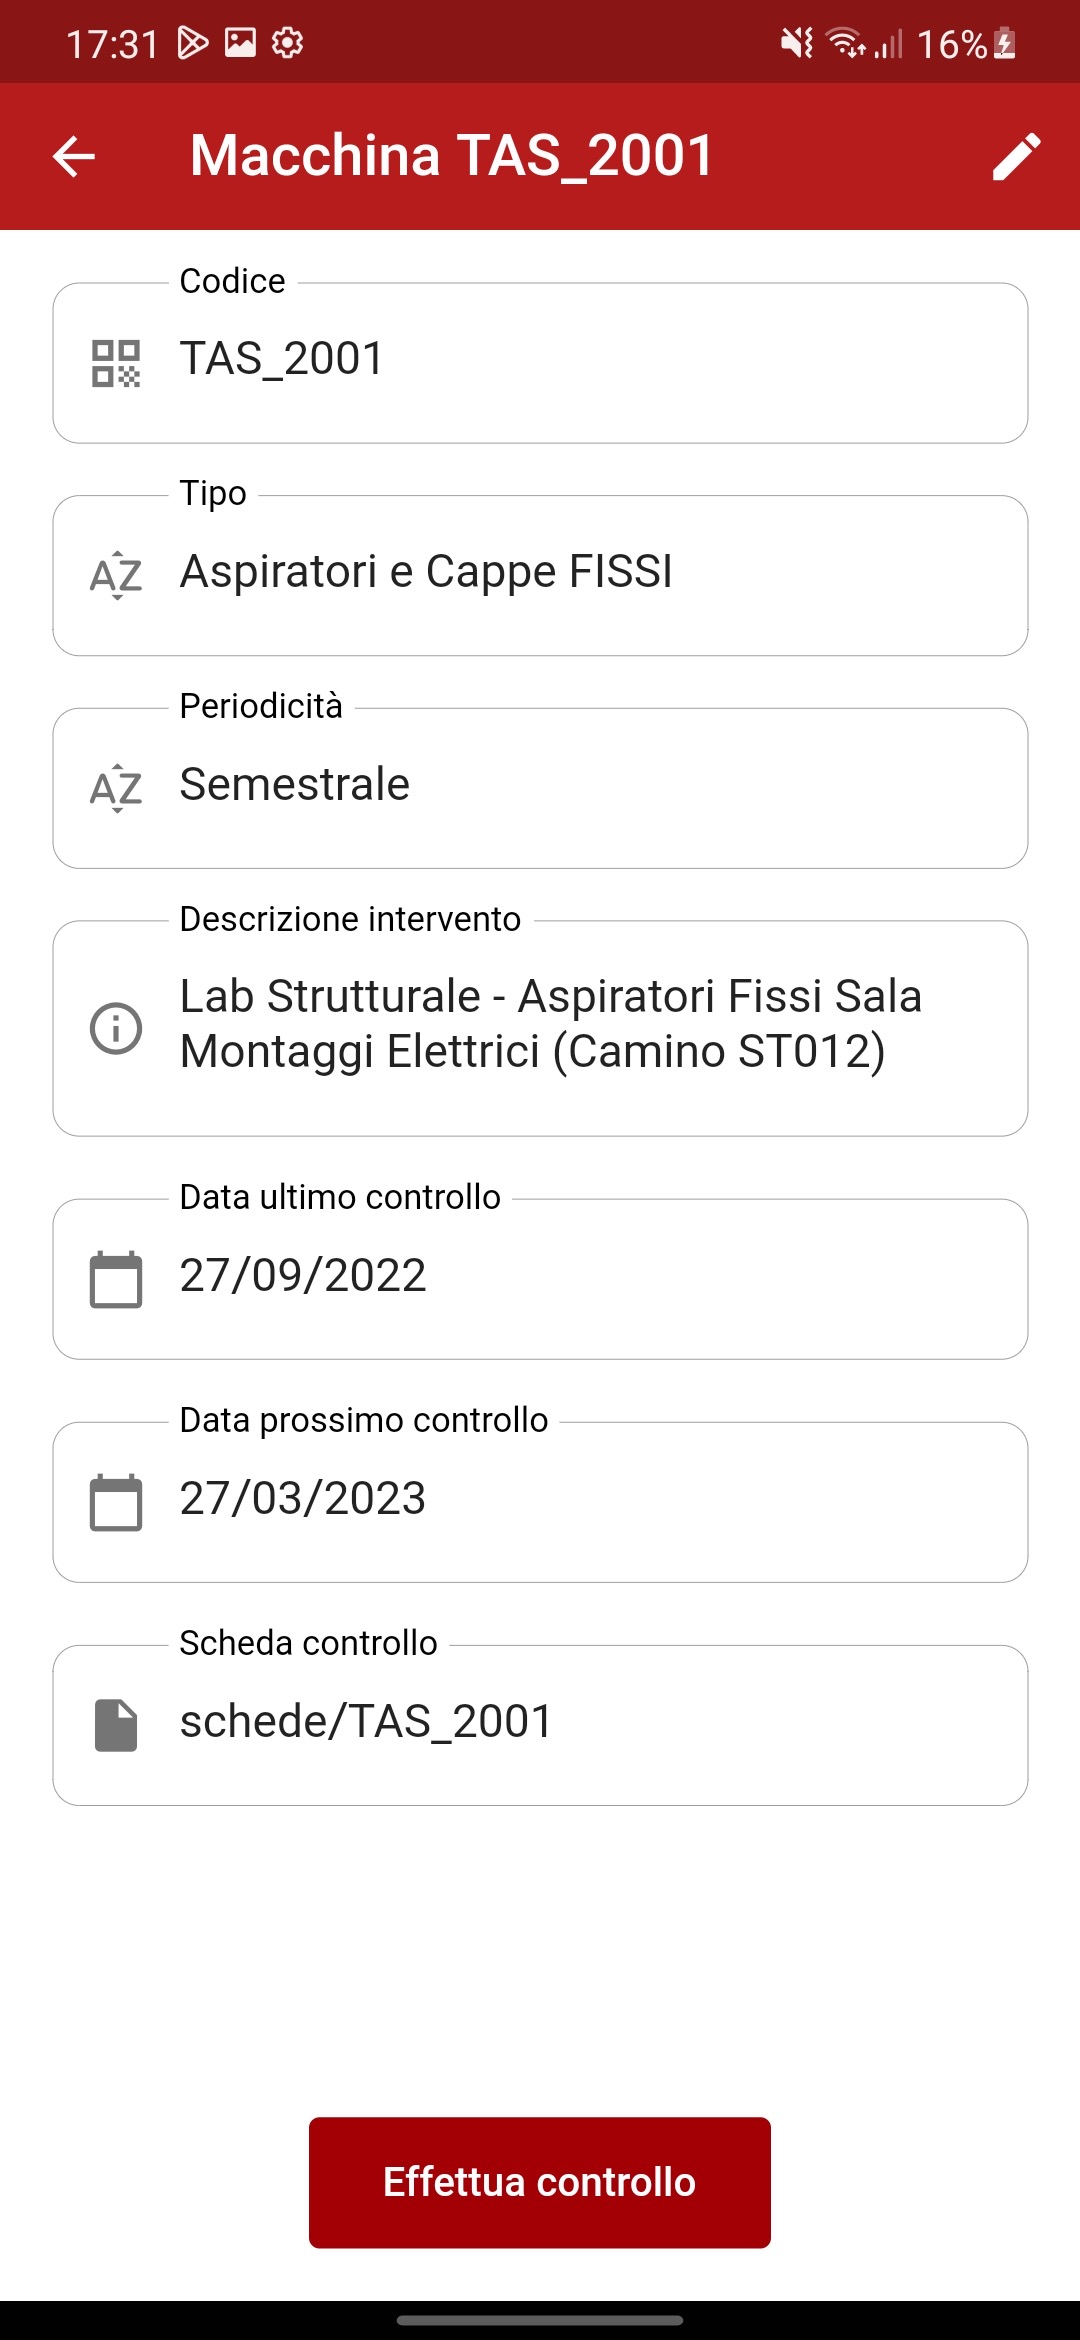 17:31
16%
Macchina TAS_2001
Codice
TAS_2001
Tipo
AZ
Aspiratori e Cappe FISSI
Periodicità
AZ
Semestrale
Descrizione intervento
Lab Strutturale - Aspiratori Fissi Sala
Montaggi Elettrici (Camino ST012)
Data ultimo controllo
27/09/2022
Data prossimo controllo
27/03/2023
Scheda controllo
schede/TAS_2001
Effettua controllo